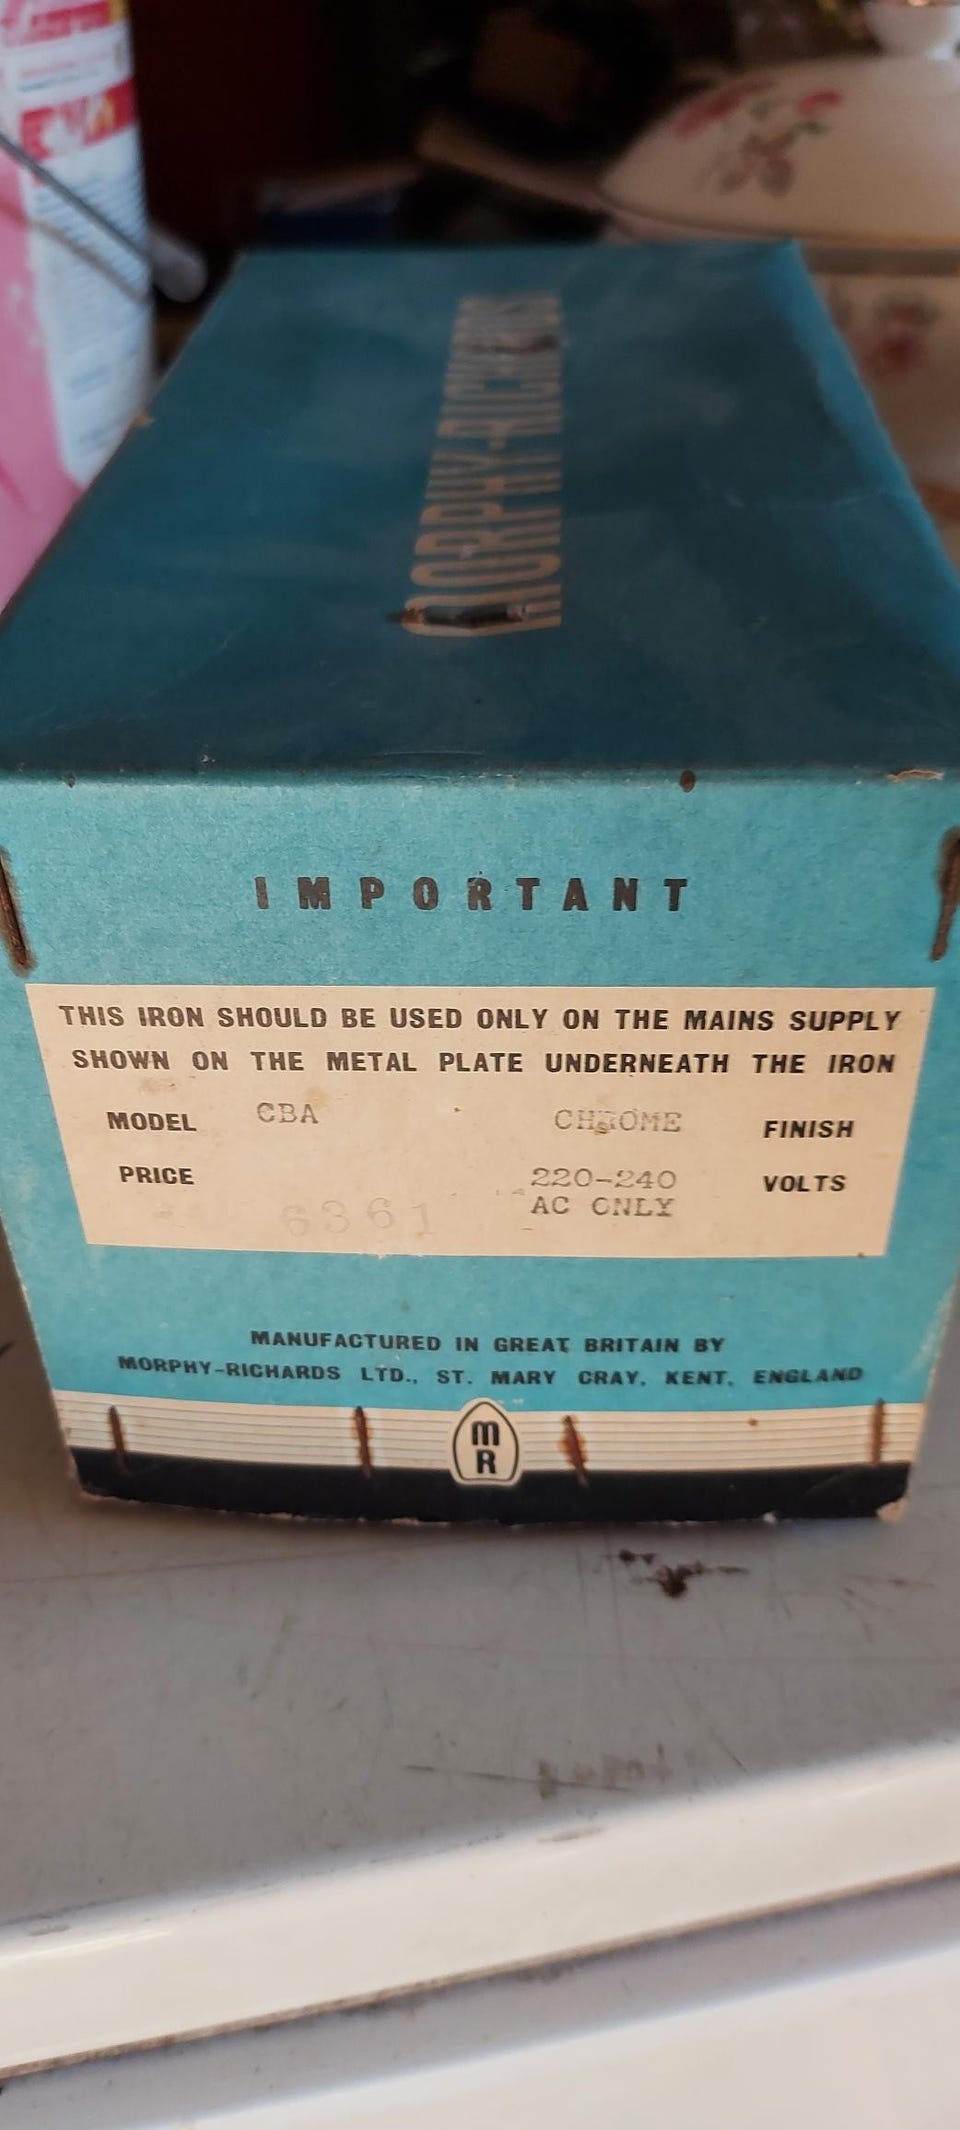 MORPHY-RICHARDS
IMPORTANT
THIS IRON SHOULD BE USED ONLY ON THE MAINS SUPPLY
SHOWN ON THE METAL PLATE UNDERNEATH THE IRON
MODEL CBA CHROME FINISH
PRICE 220-240 VOLTS
AC ONLY
6361
MANUFACTURED IN GREAT BRITAIN BY
MORPHY-RICHARDS LTD., ST. MARY CRAY, KENT, ENGLAND
MR